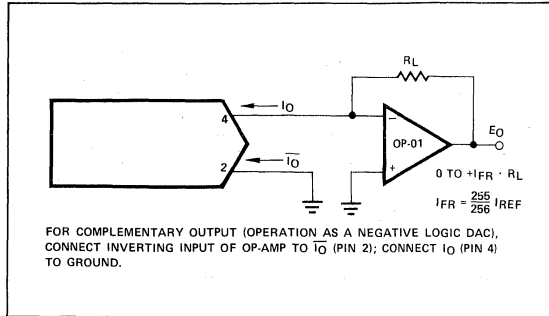 RL
IO
4
IO
2
−
+
OP-01
EO
0 TO +IFR · RL
IFR = 255/256 IREF
FOR COMPLEMENTARY OUTPUT (OPERATION AS A NEGATIVE LOGIC DAC),
CONNECT INVERTING INPUT OF OP-AMP TO I̅O̅ (PIN 2); CONNECT IO (PIN 4)
TO GROUND.